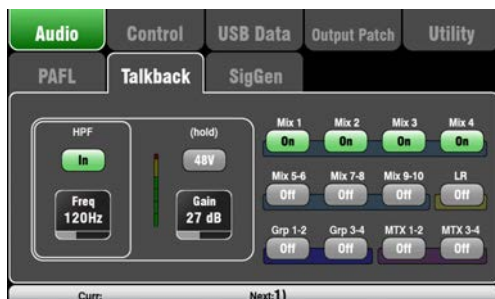 Audio Control USB Data Output Patch Utility
PAFL Talkback SigGen
HPF
In
Freq
120Hz
(hold)
48V
Gain
27 dB
Mix 1 Mix 2 Mix 3 Mix 4
On On On On
Mix 5-6 Mix 7-8 Mix 9-10 LR
Off Off Off Off
Grp 1-2 Grp 3-4 MTX 1-2 MTX 3-4
Off Off Off Off
Curr: Next:1)